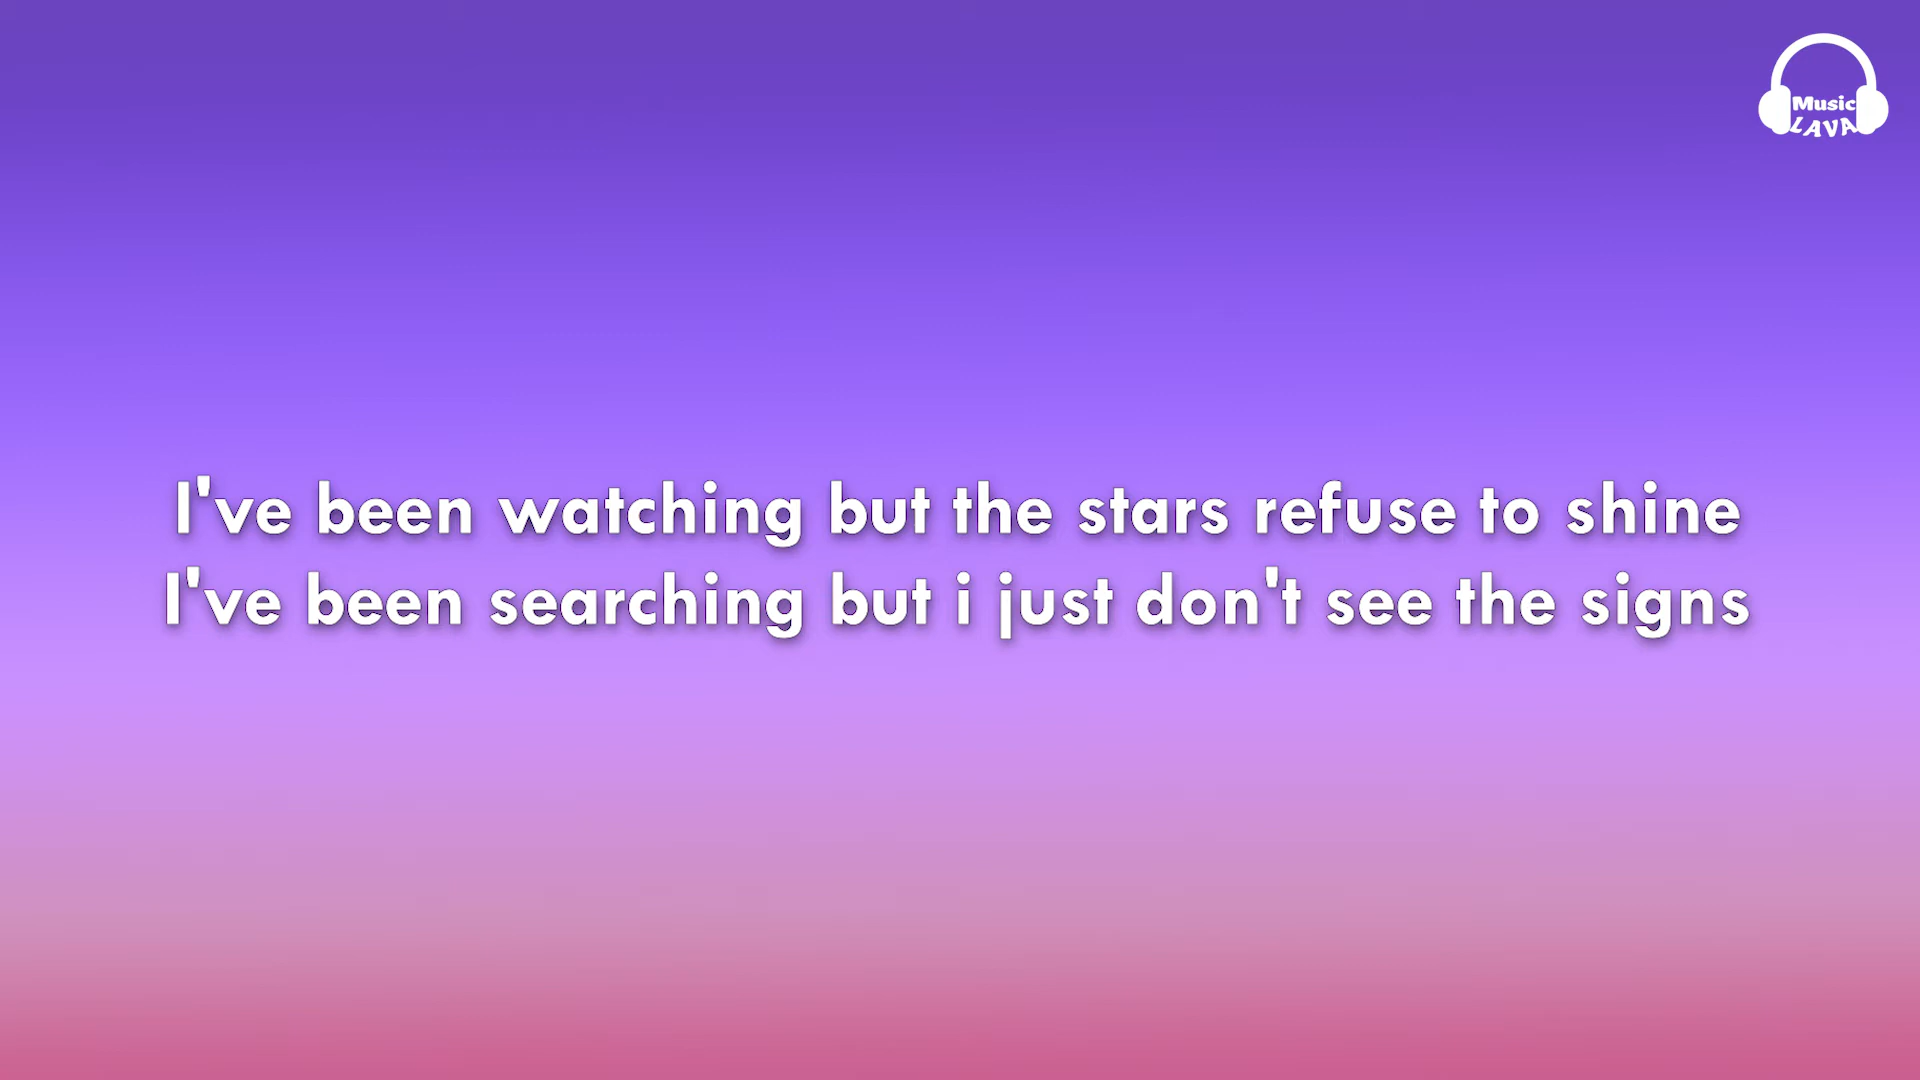 Music
LAVA
I've been watching but the stars refuse to shine
I've been searching but i just don't see the signs